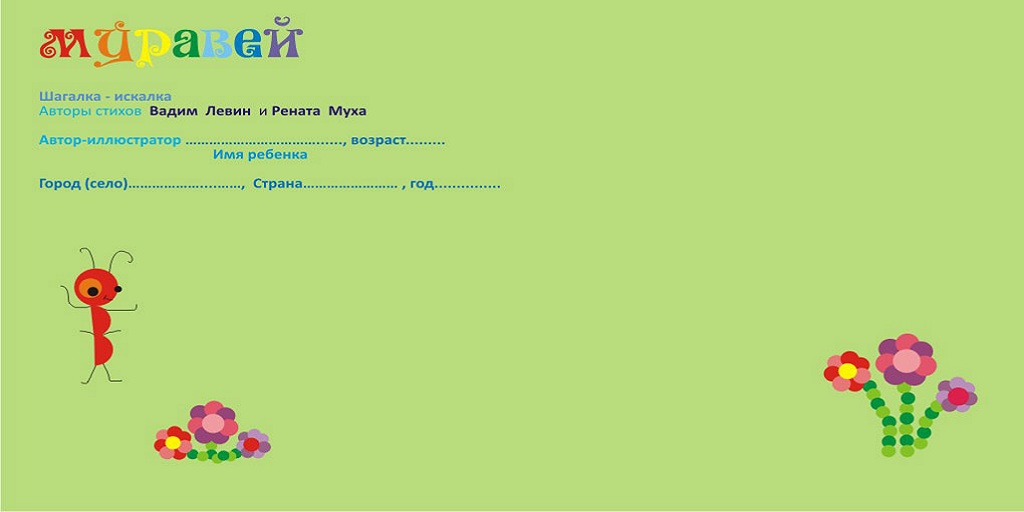 муравей
Шагалка - искалка
Авторы стихов Вадим Левин и Рената Муха
Автор-иллюстратор ……………………………......, возраст.........
Имя ребенка
Город (село)………………....……, Страна…………………… , год...............